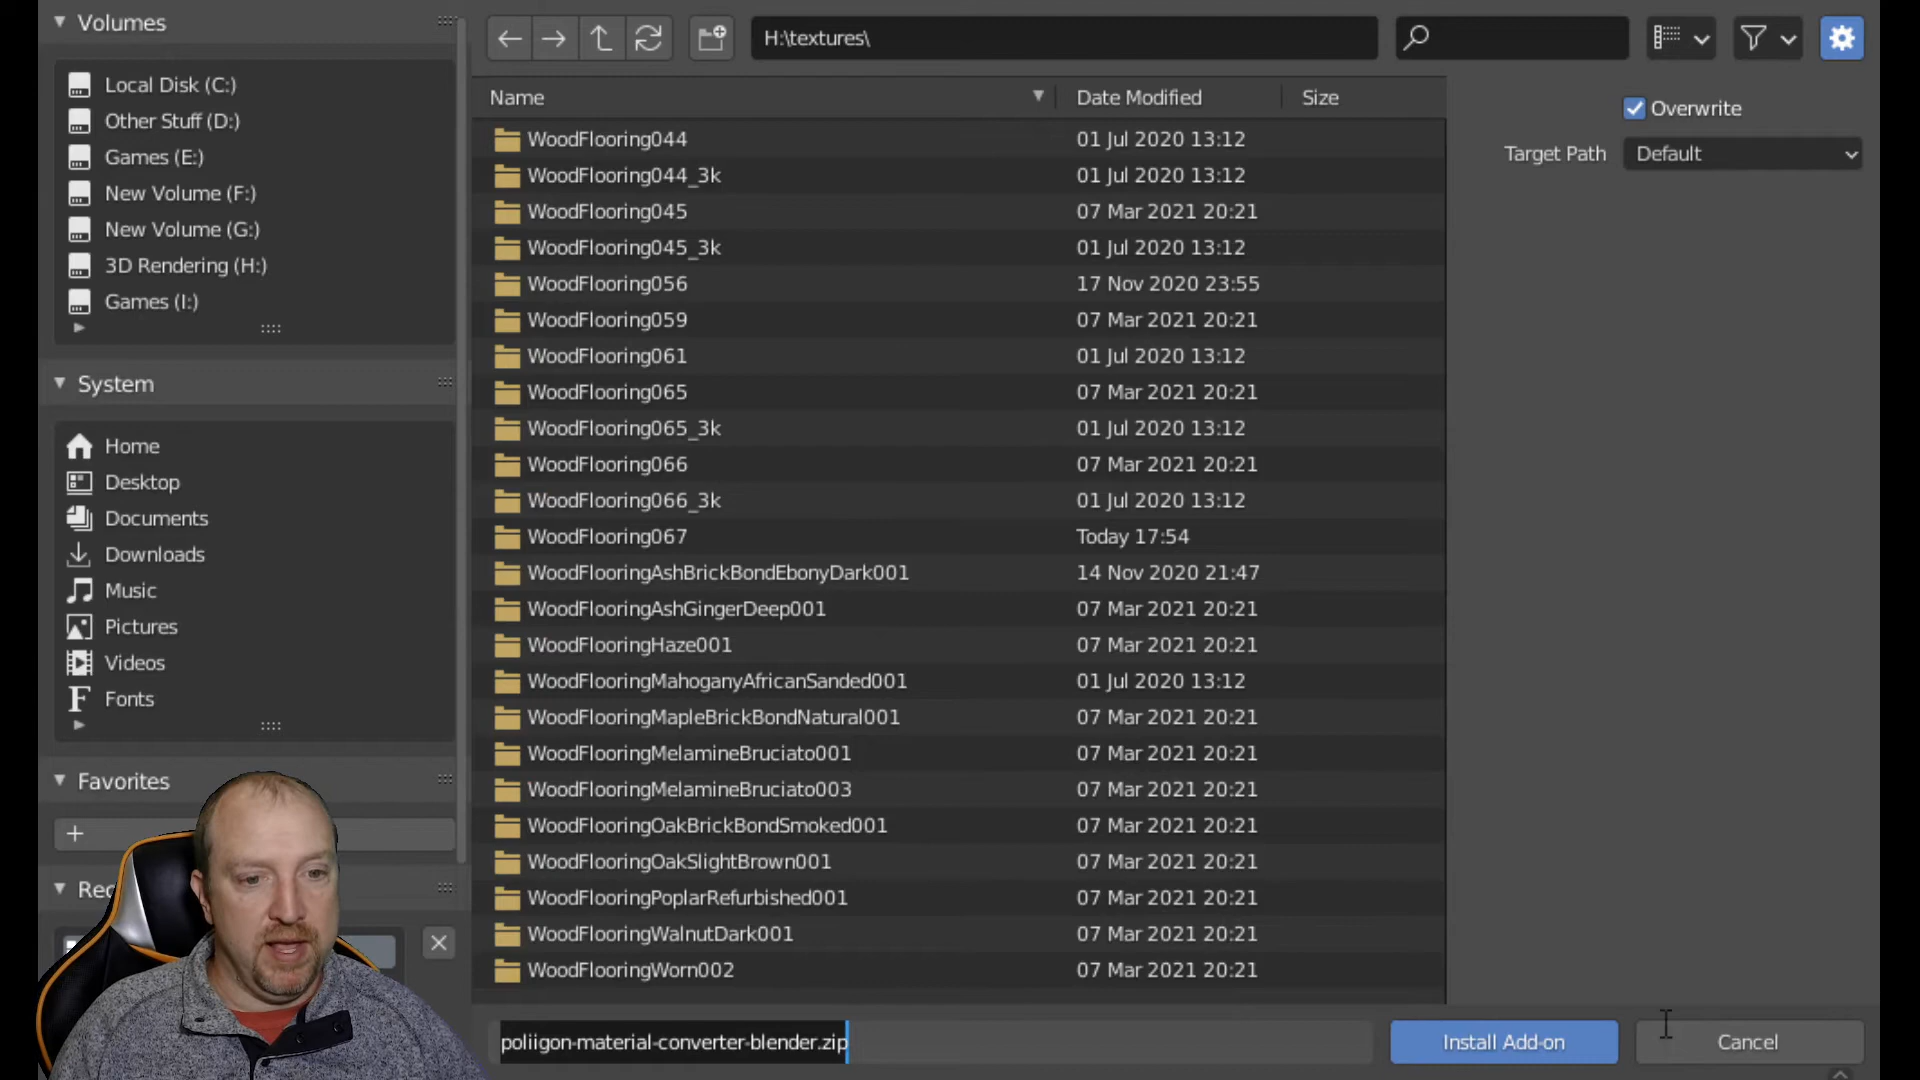 Volumes
Local Disk (C:)
Other Stuff (D:)
Games (E:)
New Volume (F:)
New Volume (G:)
3D Rendering (H:)
Games (I:)
System
Home
Desktop
Documents
Downloads
Music
Pictures
Videos
Fonts
Favorites
H:\textures\
Name Date Modified Size
WoodFlooring044 01 Jul 2020 13:12
WoodFlooring044_3k 01 Jul 2020 13:12
WoodFlooring045 07 Mar 2021 20:21
WoodFlooring045_3k 01 Jul 2020 13:12
WoodFlooring056 17 Nov 2020 23:55
WoodFlooring059 07 Mar 2021 20:21
WoodFlooring061 01 Jul 2020 13:12
WoodFlooring065 07 Mar 2021 20:21
WoodFlooring065_3k 01 Jul 2020 13:12
WoodFlooring066 07 Mar 2021 20:21
WoodFlooring066_3k 01 Jul 2020 13:12
WoodFlooring067 Today 17:54
WoodFlooringAshBrickBondEbonyDark001 14 Nov 2020 21:47
WoodFlooringAshGingerDeep001 07 Mar 2021 20:21
WoodFlooringHaze001 07 Mar 2021 20:21
WoodFlooringMahoganyAfricanSanded001 01 Jul 2020 13:12
WoodFlooringMapleBrickBondNatural001 07 Mar 2021 20:21
WoodFlooringMelamineBruciato001 07 Mar 2021 20:21
WoodFlooringMelamineBruciato003 07 Mar 2021 20:21
WoodFlooringOakBrickBondSmoked001 07 Mar 2021 20:21
WoodFlooringOakSlightBrown001 07 Mar 2021 20:21
WoodFlooringPoplarRefurbished001 07 Mar 2021 20:21
WoodFlooringWalnutDark001 07 Mar 2021 20:21
WoodFlooringWorn002 07 Mar 2021 20:21
poliigon-material-converter-blender.zip
Overwrite
Target Path Default
Install Add-on
Cancel